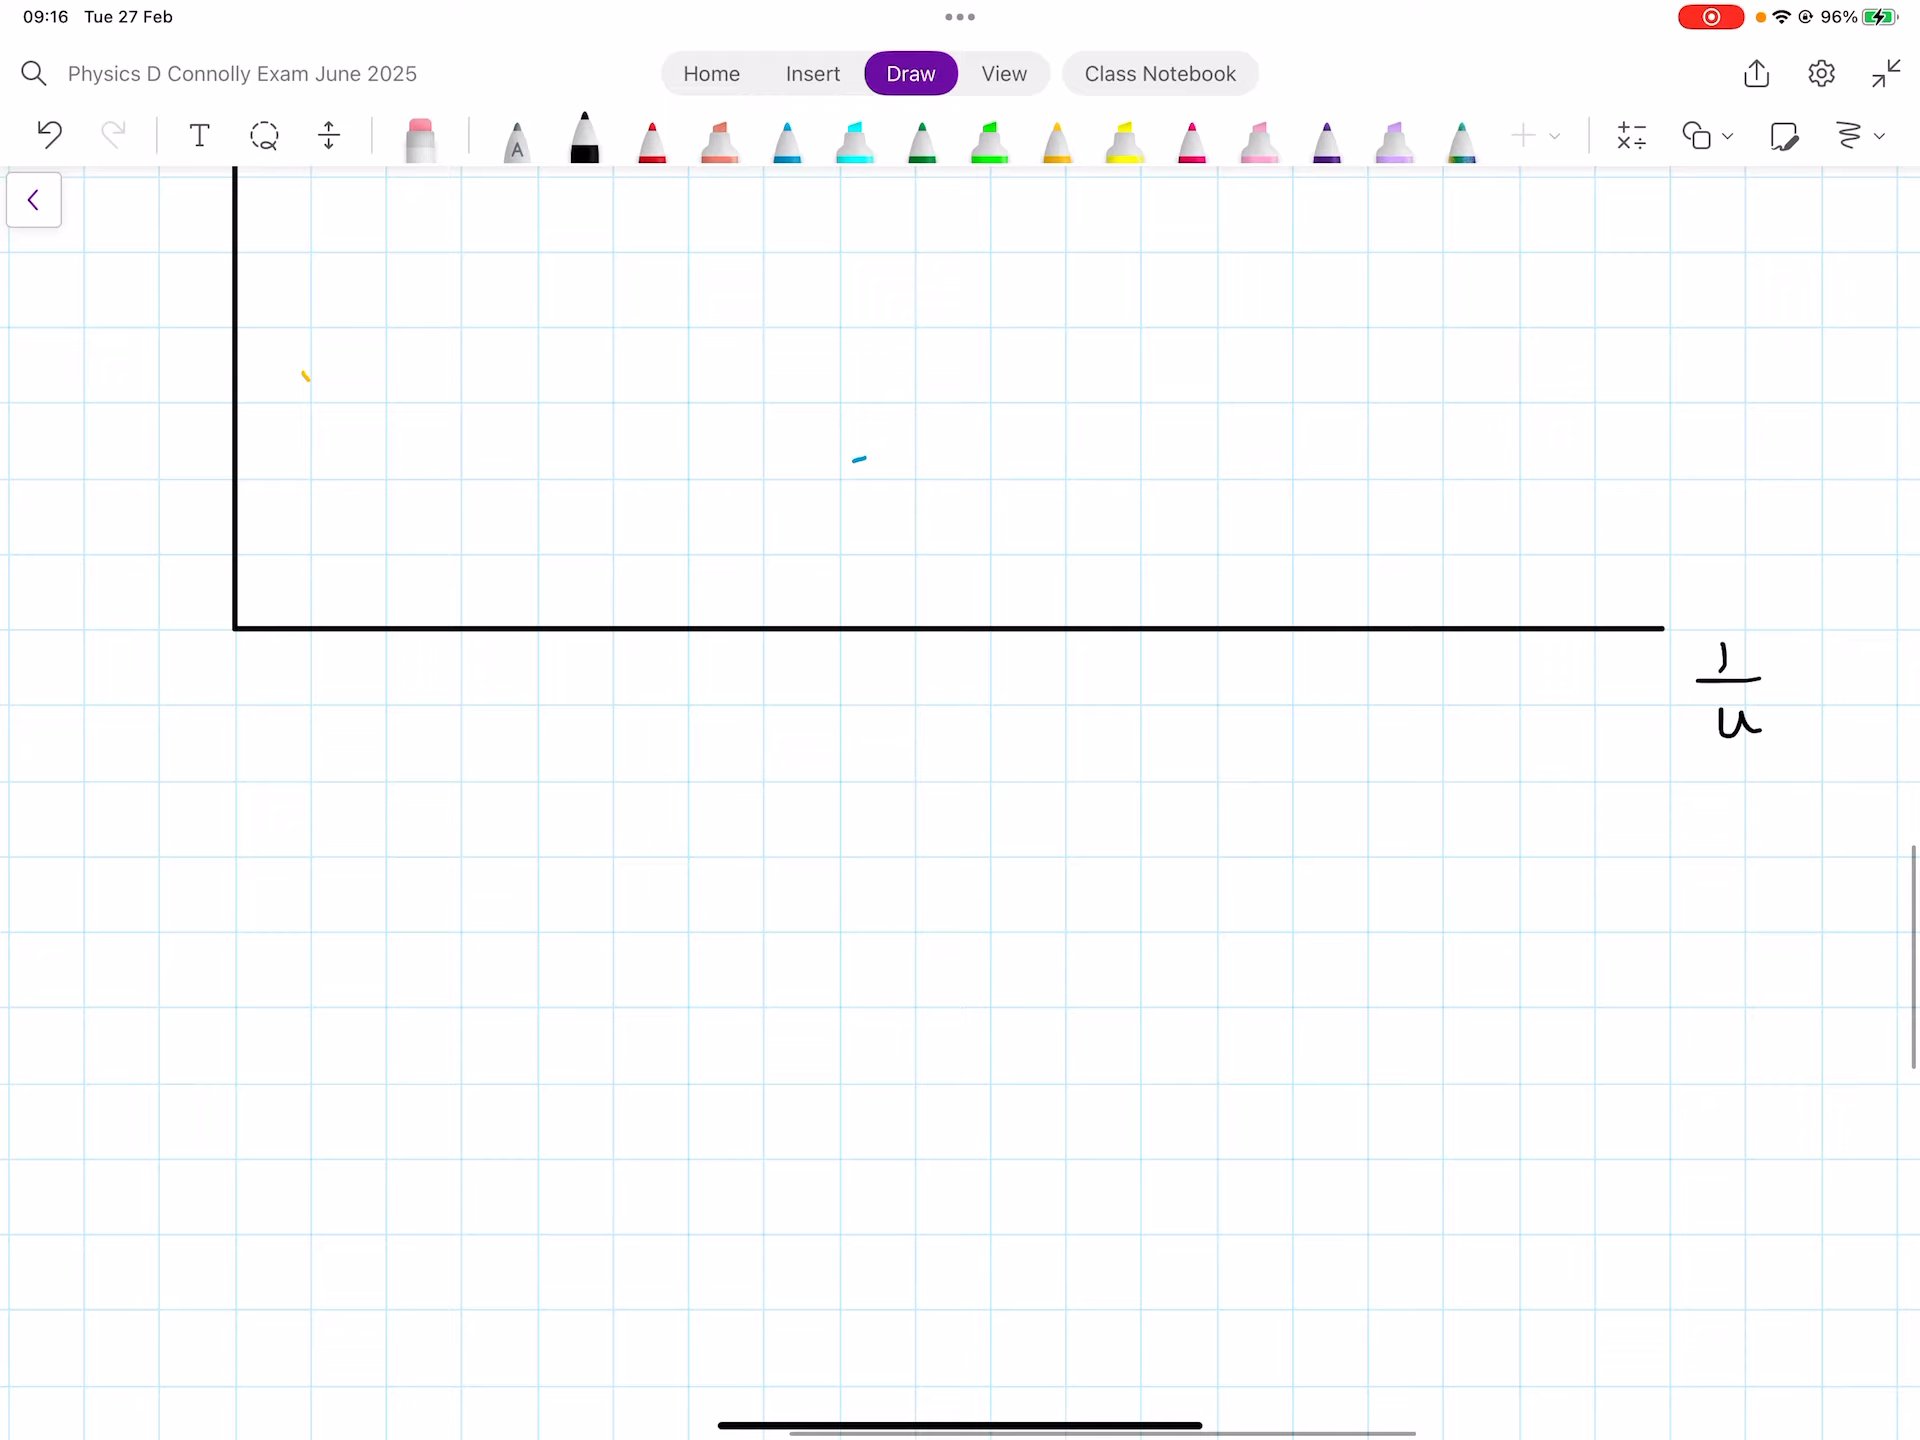 09:16 Tue 27 Feb
96%
Physics D Connolly Exam June 2025
Home Insert Draw View Class Notebook
T A
1
u